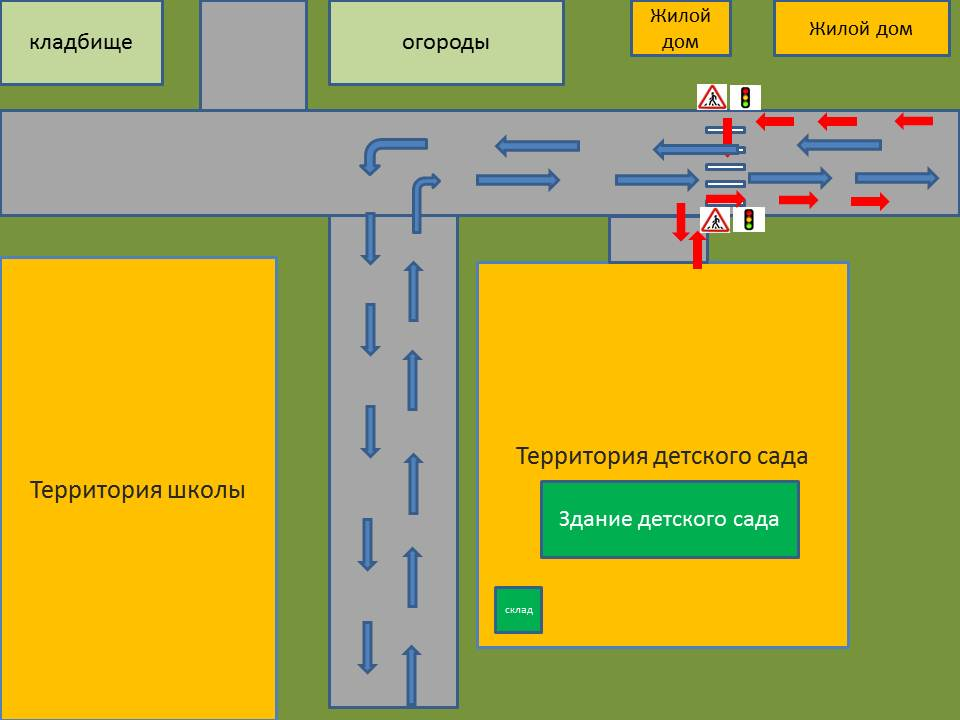 кладбище
огороды
Жилой
дом
Жилой дом
Территория школы
Территория детского сада
Здание детского сада
склад